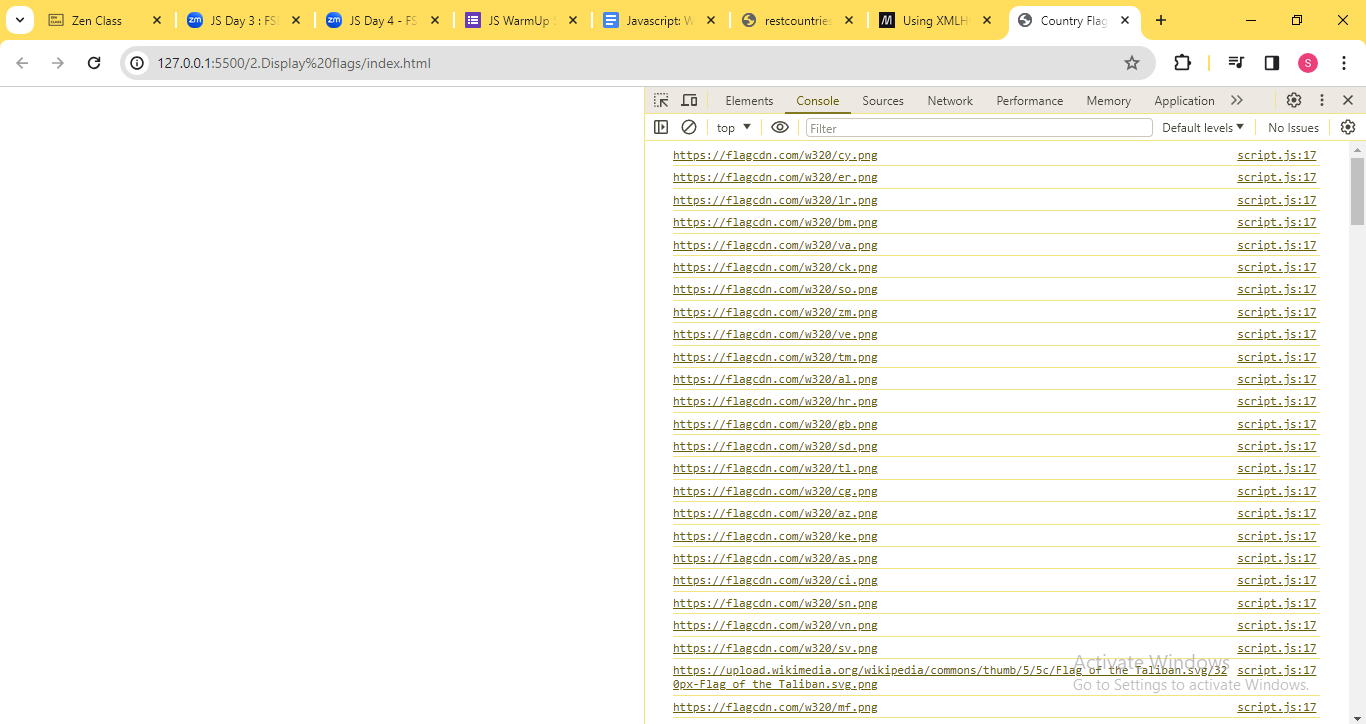 Zen Class
JS Day 3 : FS
JS Day 4 - FS
JS WarmUp
Javascript: W
restcountries
Using XMLH
Country Flag
127.0.0.1:5500/2.Display%20flags/index.html
S
Elements Console Sources Network Performance Memory Application
top Filter Default levels No Issues
https://flagcdn.com/w320/cy.png script.js:17
https://flagcdn.com/w320/er.png script.js:17
https://flagcdn.com/w320/lr.png script.js:17
https://flagcdn.com/w320/bm.png script.js:17
https://flagcdn.com/w320/va.png script.js:17
https://flagcdn.com/w320/ck.png script.js:17
https://flagcdn.com/w320/so.png script.js:17
https://flagcdn.com/w320/zm.png script.js:17
https://flagcdn.com/w320/ve.png script.js:17
https://flagcdn.com/w320/tm.png script.js:17
https://flagcdn.com/w320/al.png script.js:17
https://flagcdn.com/w320/hr.png script.js:17
https://flagcdn.com/w320/gb.png script.js:17
https://flagcdn.com/w320/sd.png script.js:17
https://flagcdn.com/w320/tl.png script.js:17
https://flagcdn.com/w320/cg.png script.js:17
https://flagcdn.com/w320/az.png script.js:17
https://flagcdn.com/w320/ke.png script.js:17
https://flagcdn.com/w320/as.png script.js:17
https://flagcdn.com/w320/ci.png script.js:17
https://flagcdn.com/w320/sn.png script.js:17
https://flagcdn.com/w320/vn.png script.js:17
https://flagcdn.com/w320/sv.png script.js:17
https://upload.wikimedia.org/wikipedia/commons/thumb/5/5c/Flag_of_the_Taliban.svg/32 script.js:17
0px-Flag_of_the_Taliban.svg.png
https://flagcdn.com/w320/mf.png script.js:17
Activate Windows
Go to Settings to activate Windows.